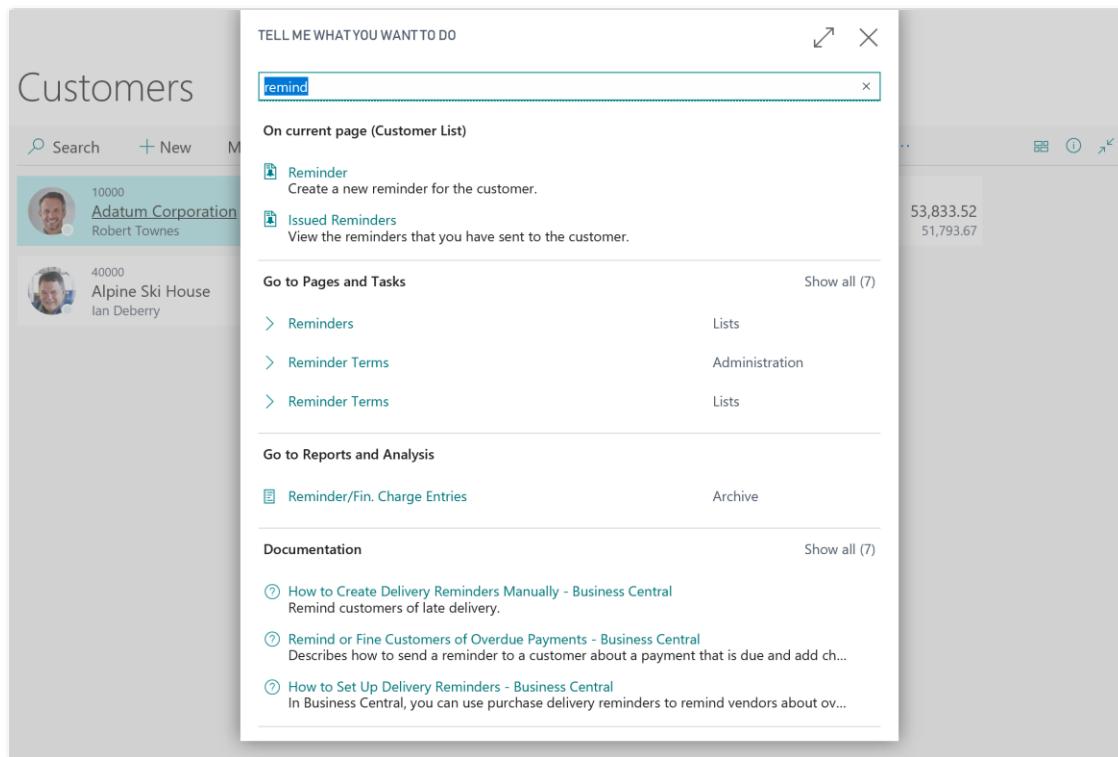 TELL ME WHAT YOU WANT TO DO
Customers
remind
On current page (Customer List)
Search
New
M
Reminder
Create a new reminder for the customer.
10000
Adatum Corporation
Robert Townes
53,833.52
51,793.67
Issued Reminders
View the reminders that you have sent to the customer.
40000
Alpine Ski House
Ian Deberry
Go to Pages and Tasks
Show all (7)
Reminders
Lists
Reminder Terms
Administration
Reminder Terms
Lists
Go to Reports and Analysis
Reminder/Fin. Charge Entries
Archive
Documentation
Show all (7)
How to Create Delivery Reminders Manually - Business Central
Remind customers of late delivery.
Remind or Fine Customers of Overdue Payments - Business Central
Describes how to send a reminder to a customer about a payment that is due and add ch...
How to Set Up Delivery Reminders - Business Central
In Business Central, you can use purchase delivery reminders to remind vendors about ov...